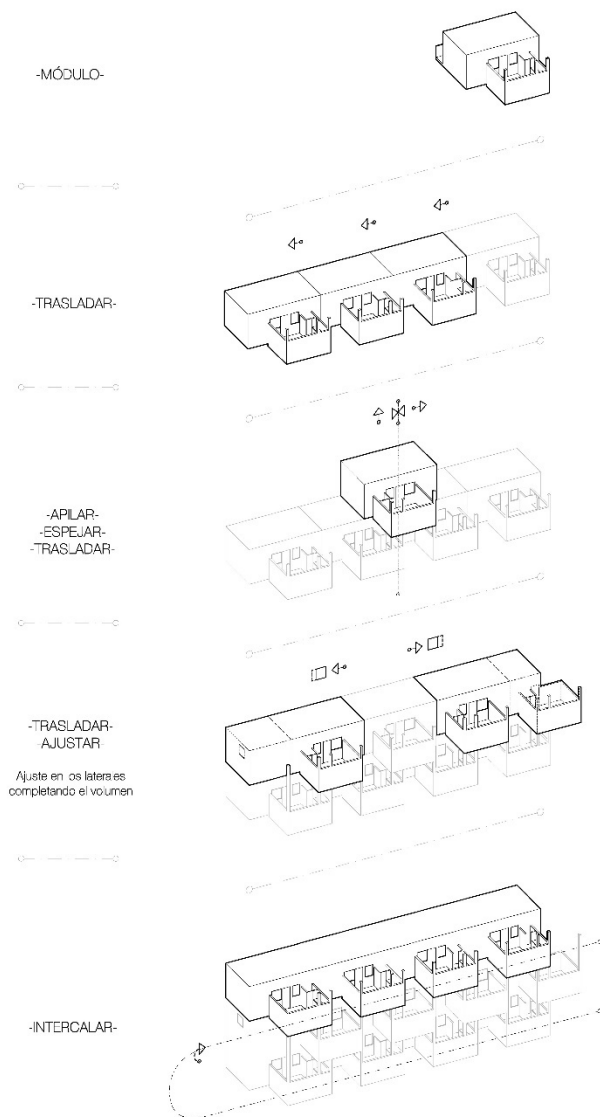 -MÓDULO-
-TRASLADAR-
-APILAR-
-ESPEJAR-
-TRASLADAR-
-TRASLADAR-
AJUSTAR
Ajuste en los laterales
completando el volumen
-INTERCALAR-